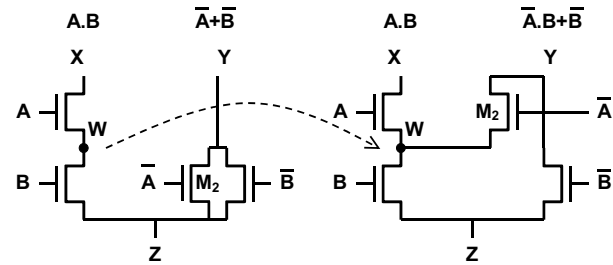 A.B A̅+B̅ A.B A̅.B+B̅
X Y X Y
A W A W M₂ A̅
B A̅ M₂ B̅ B B̅
Z Z